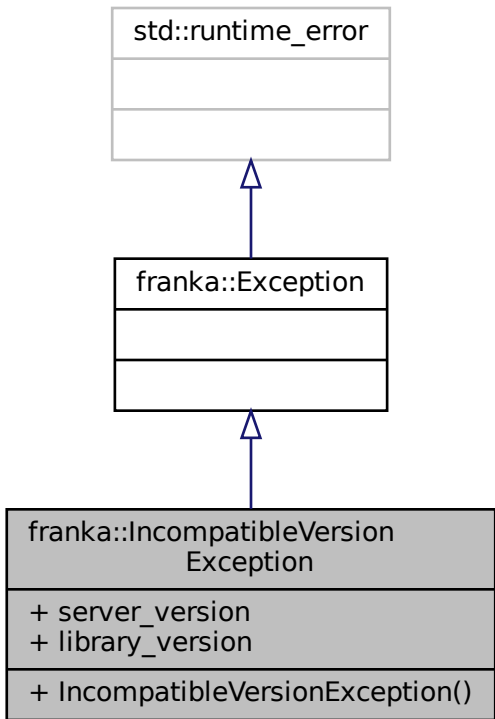 std::runtime_error
franka::Exception
franka::IncompatibleVersion
Exception
+ server_version
+ library_version
+ IncompatibleVersionException()